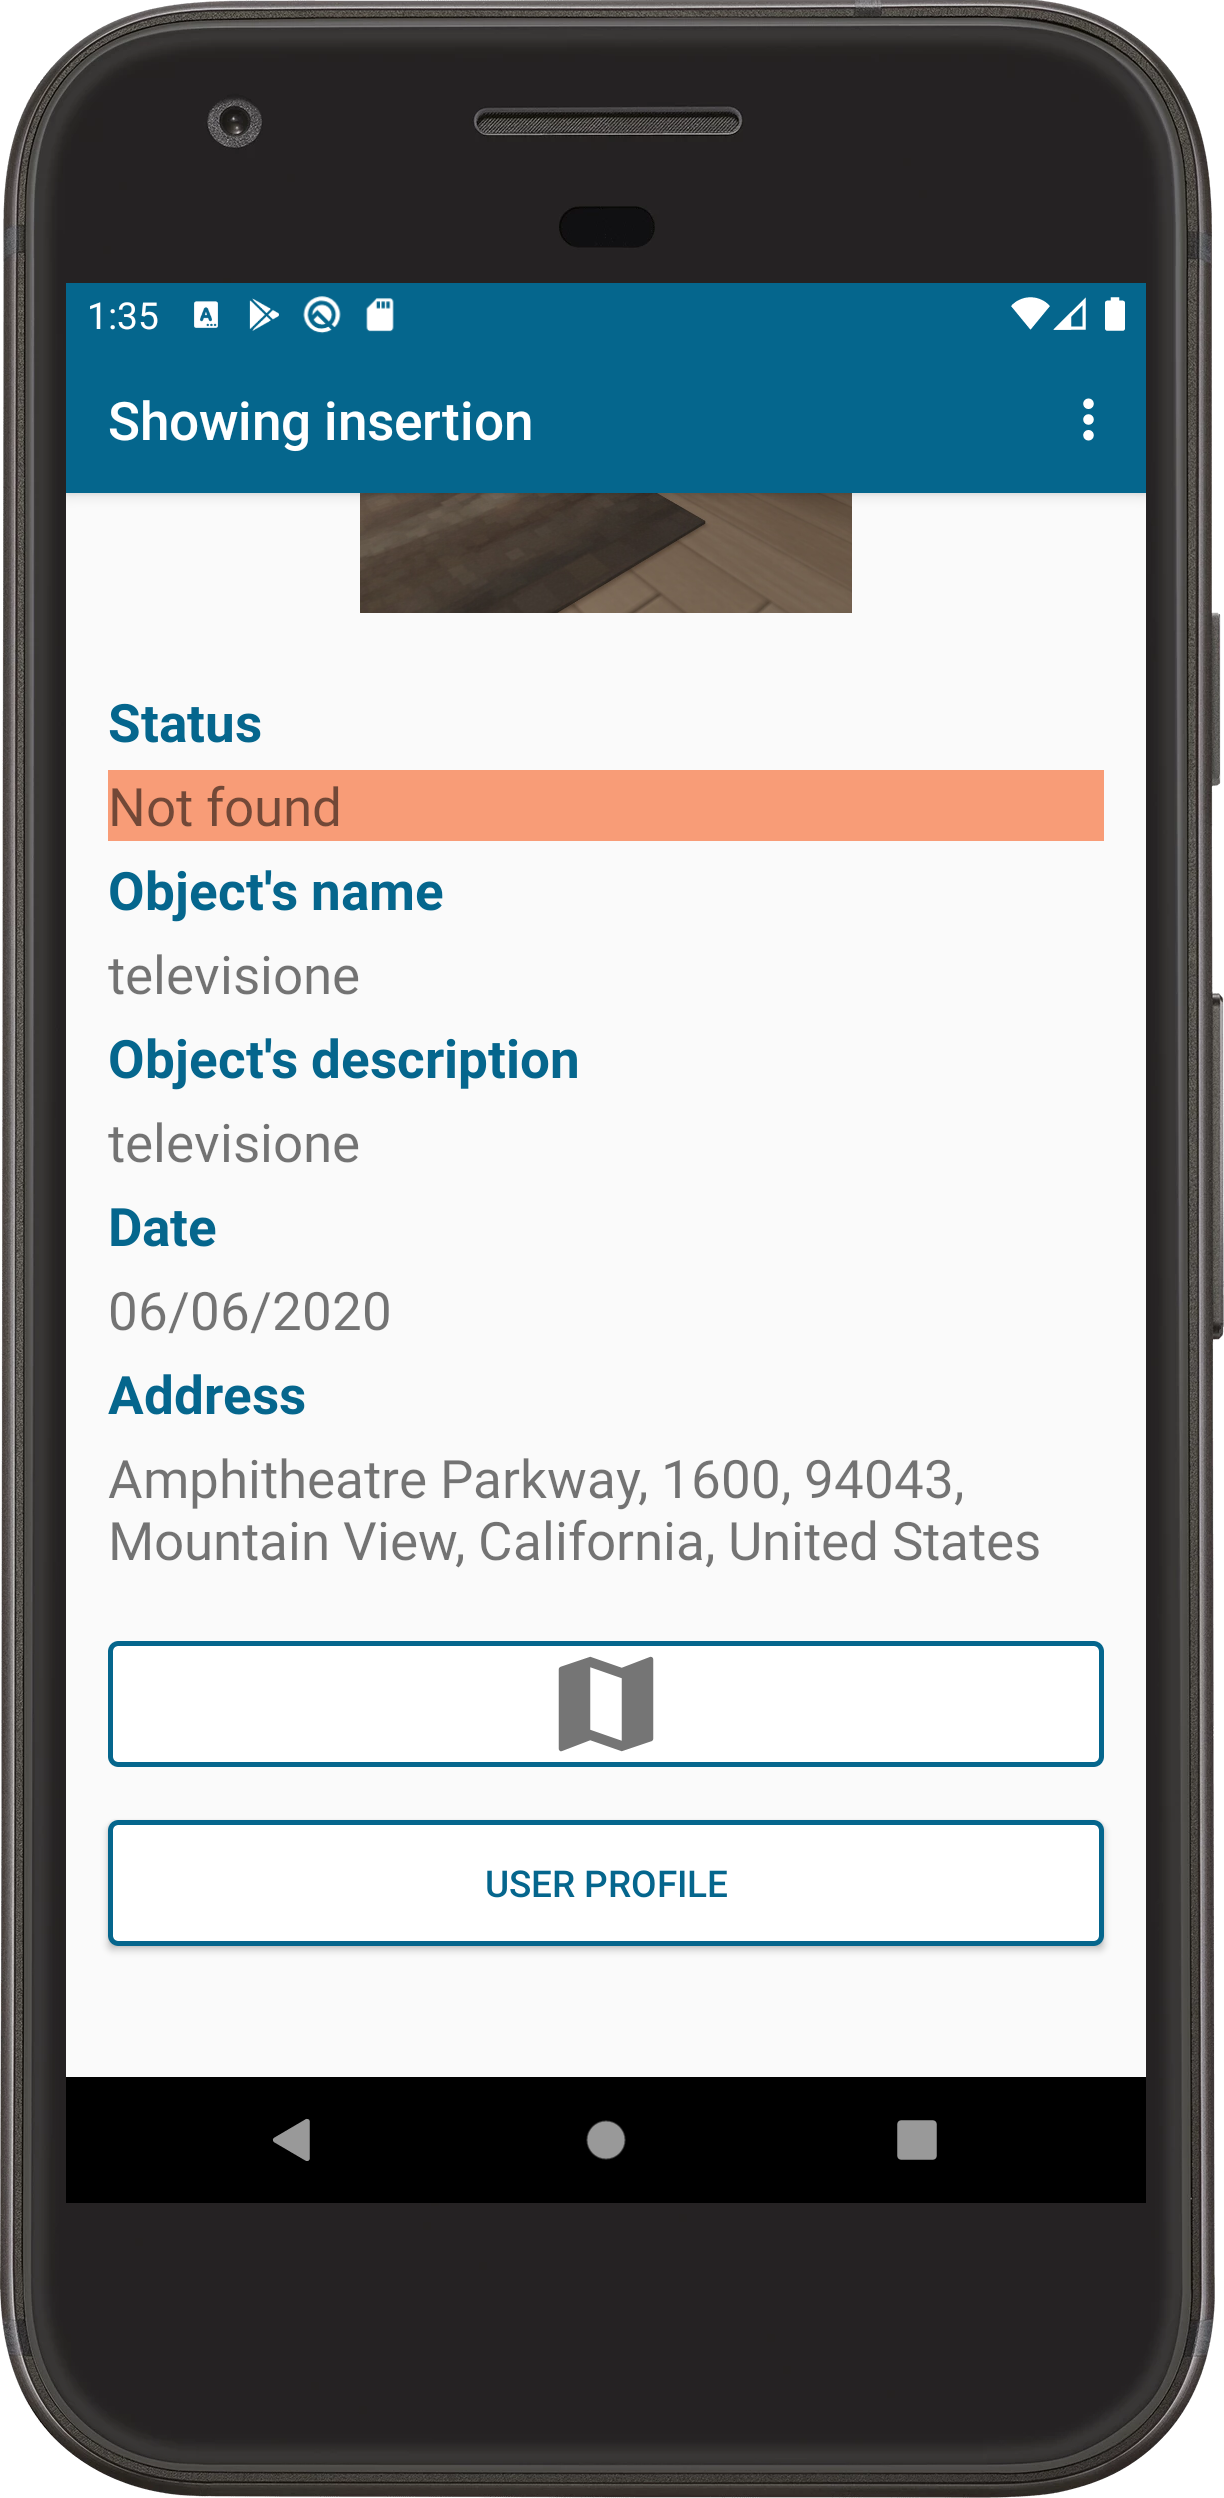 1:35
Showing insertion
Status
Not found
Object's name
televisione
Object's description
televisione
Date
06/06/2020
Address
Amphitheatre Parkway, 1600, 94043,
Mountain View, California, United States
USER PROFILE